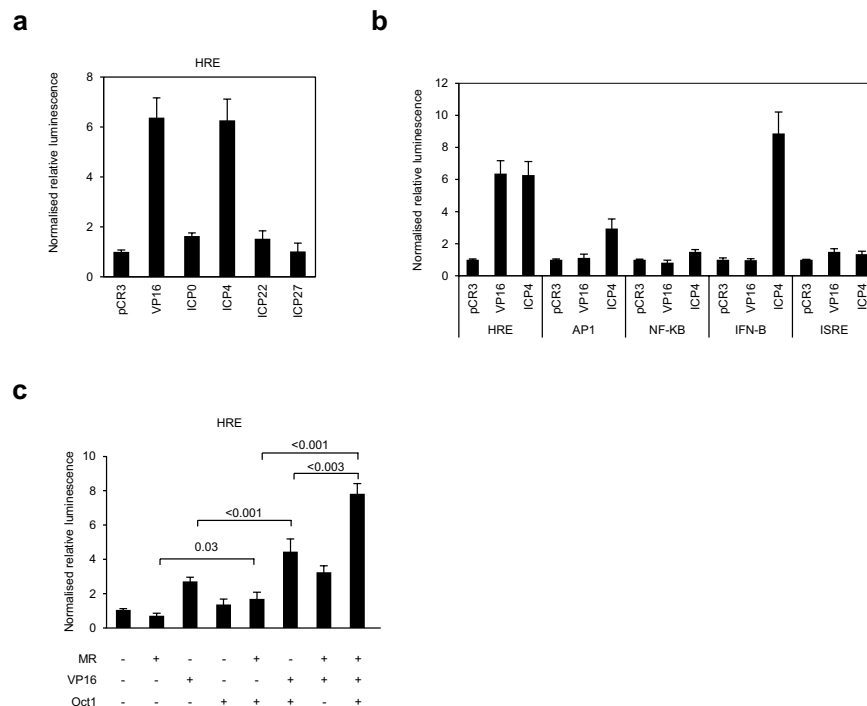 a
HRE
Normalised relative luminescence
8
6
4
2
0
pCR3
VP16
ICP0
ICP4
ICP22
ICP27
b
Normalised relative luminescence
12
10
8
6
4
2
0
pCR3
VP16
ICP4
pCR3
VP16
ICP4
pCR3
VP16
ICP4
pCR3
VP16
ICP4
pCR3
VP16
ICP4
HRE AP1 NF-KB IFN-B ISRE
c
HRE
Normalised relative luminescence
10
8
6
4
2
0
<0.001
<0.003
<0.001
0.03
MR - + - - + - + +
VP16 - - + - - + + +
Oct1 - - - + + + - +